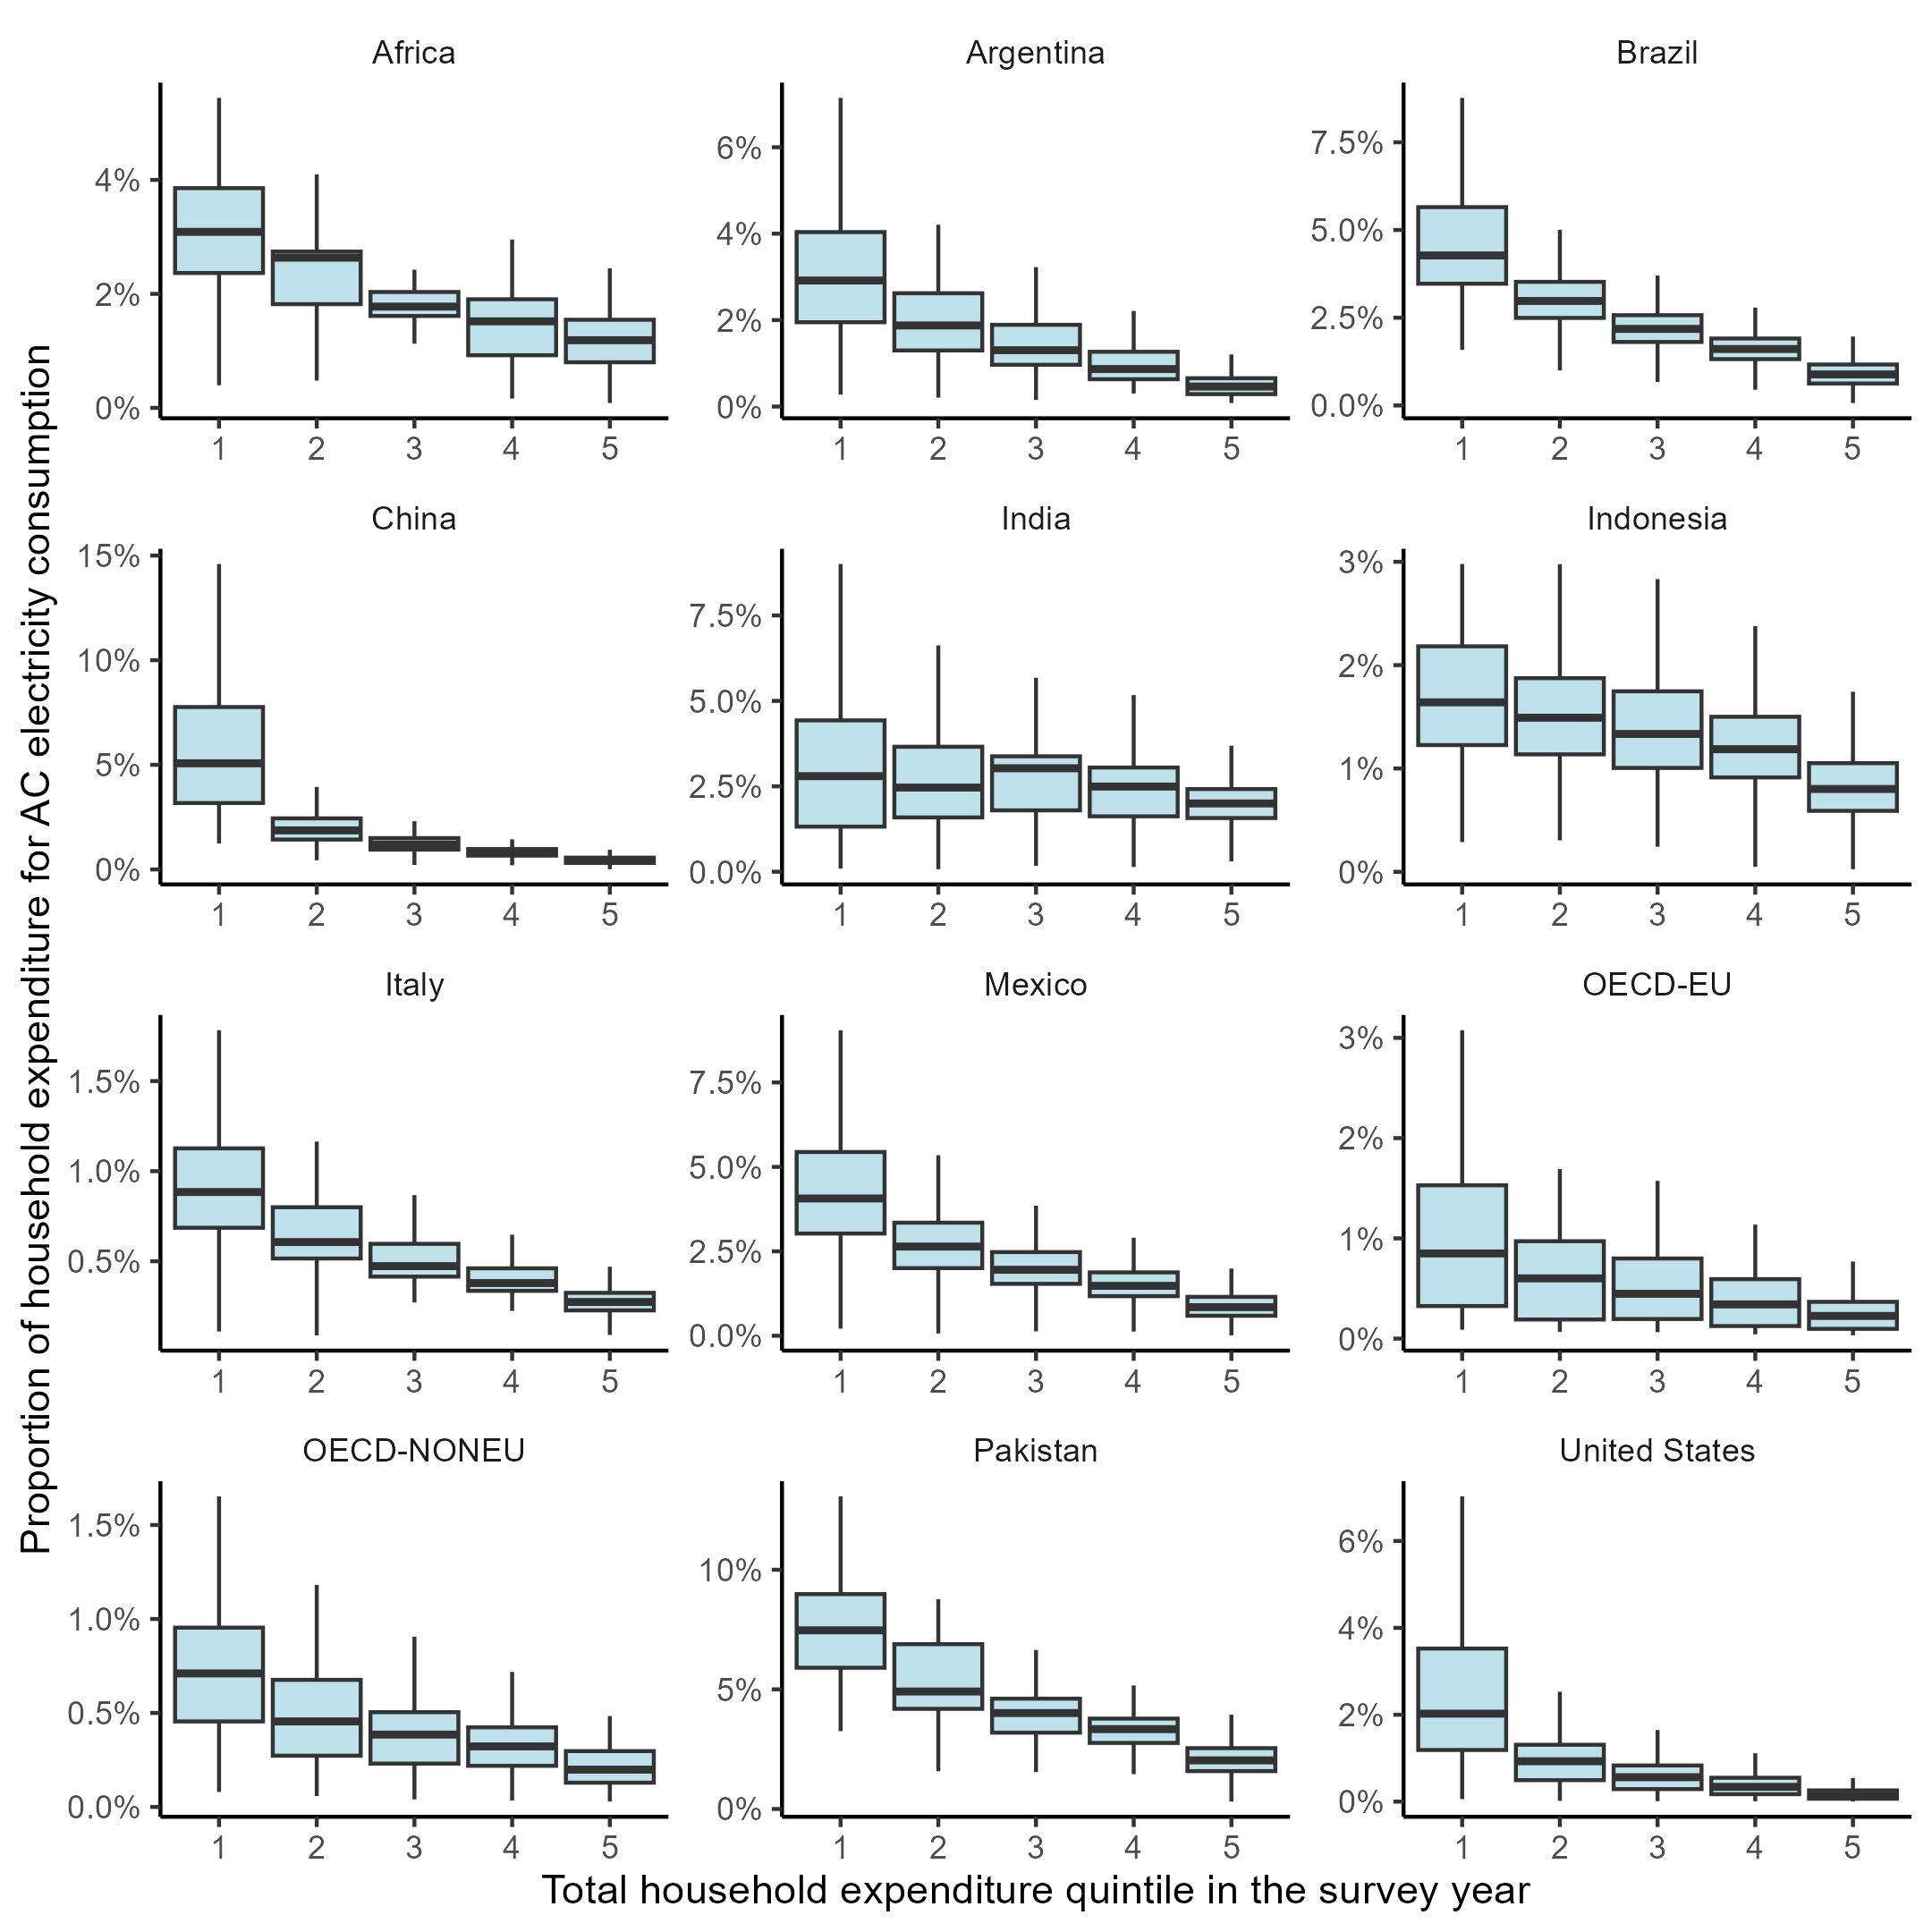 Proportion of household expenditure for AC electricity consumption
Africa
4%
2%
0%
1 2 3 4 5
Argentina
6%
4%
2%
0%
1 2 3 4 5
Brazil
7.5%
5.0%
2.5%
0.0%
1 2 3 4 5
China
15%
10%
5%
0%
1 2 3 4 5
India
7.5%
5.0%
2.5%
0.0%
1 2 3 4 5
Indonesia
3%
2%
1%
0%
1 2 3 4 5
Italy
1.5%
1.0%
0.5%
1 2 3 4 5
Mexico
7.5%
5.0%
2.5%
0.0%
1 2 3 4 5
OECD-EU
3%
2%
1%
0%
1 2 3 4 5
OECD-NONEU
1.5%
1.0%
0.5%
0.0%
1 2 3 4 5
Pakistan
10%
5%
0%
1 2 3 4 5
United States
6%
4%
2%
0%
1 2 3 4 5
Total household expenditure quintile in the survey year